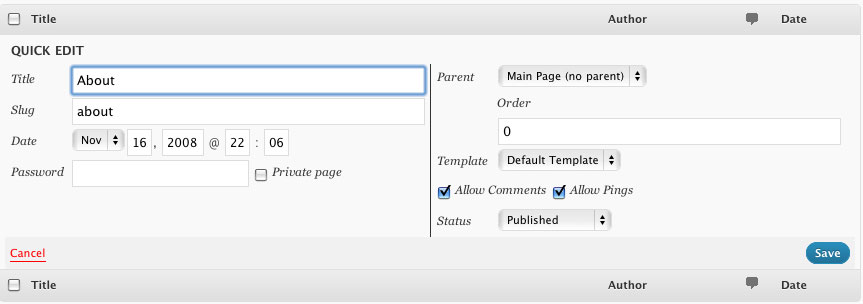 Title Author Date
QUICK EDIT
Title About
Slug about
Date Nov 16 , 2008 @ 22 : 06
Password Private page
Parent Main Page (no parent)
Order
0
Template Default Template
Allow Comments Allow Pings
Status Published
Cancel Save
Title Author Date